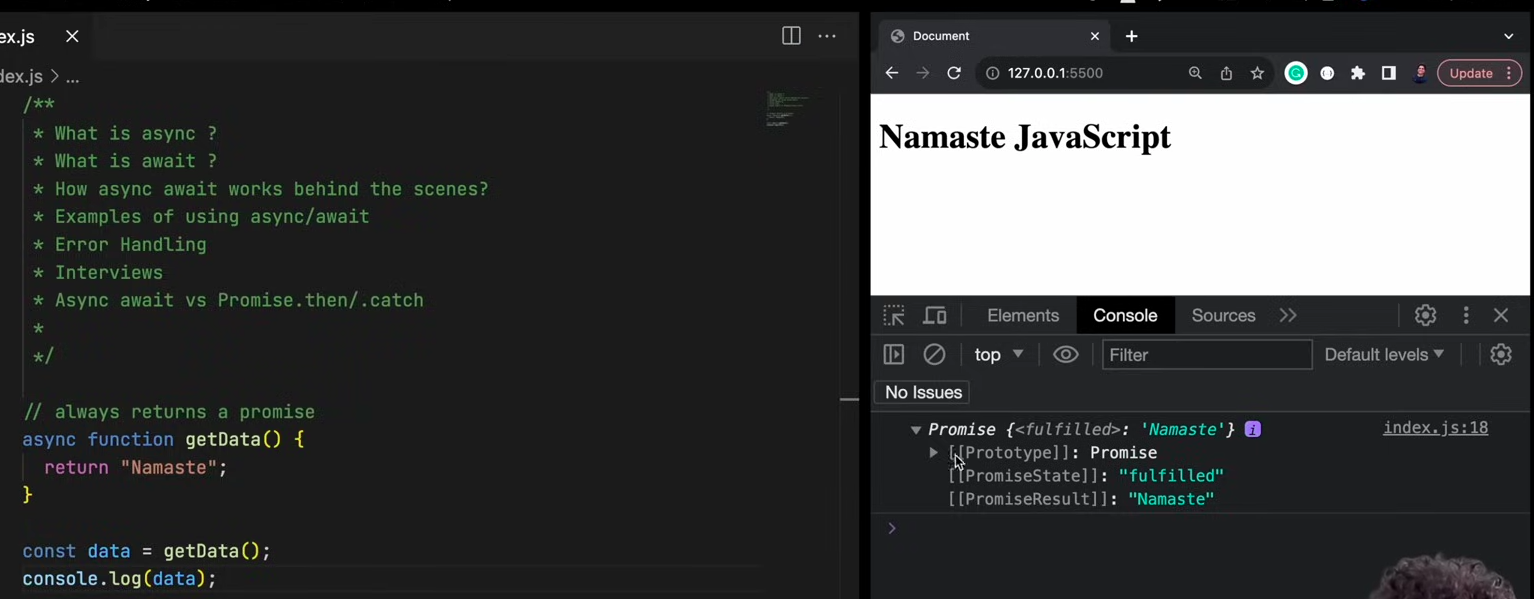 ex.js
dex.js > ...
/**
* What is async ?
* What is await ?
* How async await works behind the scenes?
* Examples of using async/await
* Error Handling
* Interviews
* Async await vs Promise.then/.catch
*
*/
// always returns a promise
async function getData() {
return "Namaste";
}
const data = getData();
console.log(data);
Document
127.0.0.1:5500
Update
Namaste JavaScript
Elements Console Sources
top Filter Default levels
No Issues
Promise {<fulfilled>: 'Namaste'} i index.js:18
[[Prototype]]: Promise
[[PromiseState]]: "fulfilled"
[[PromiseResult]]: "Namaste"